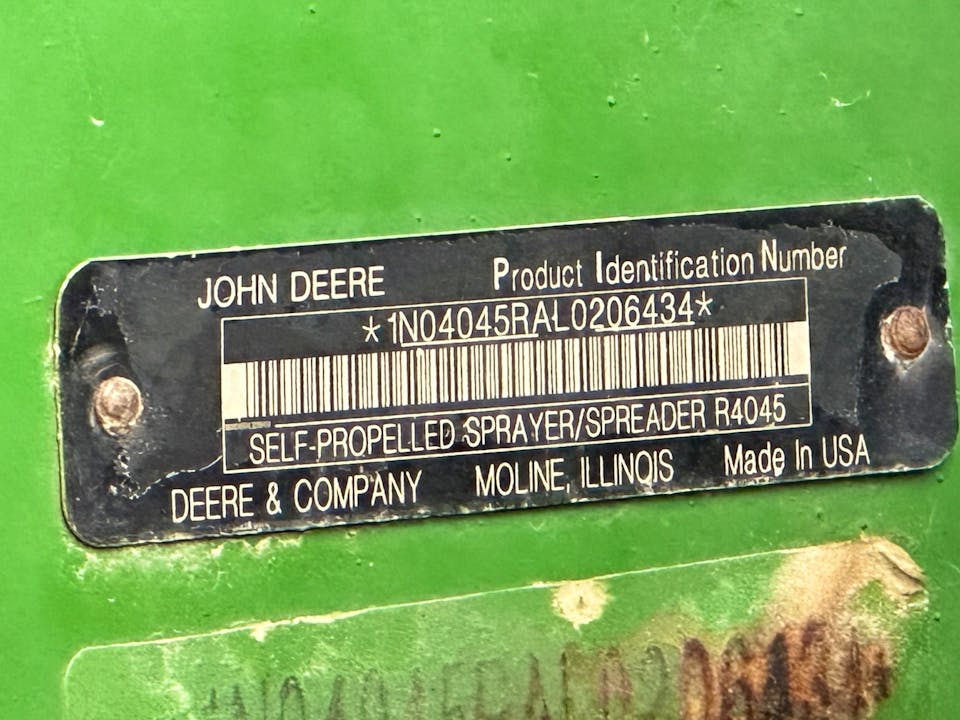 JOHN DEERE Product Identification Number
*1N04045RAL0206434*
SELF-PROPELLED SPRAYER/SPREADER R4045
DEERE & COMPANY MOLINE, ILLINOIS Made In USA